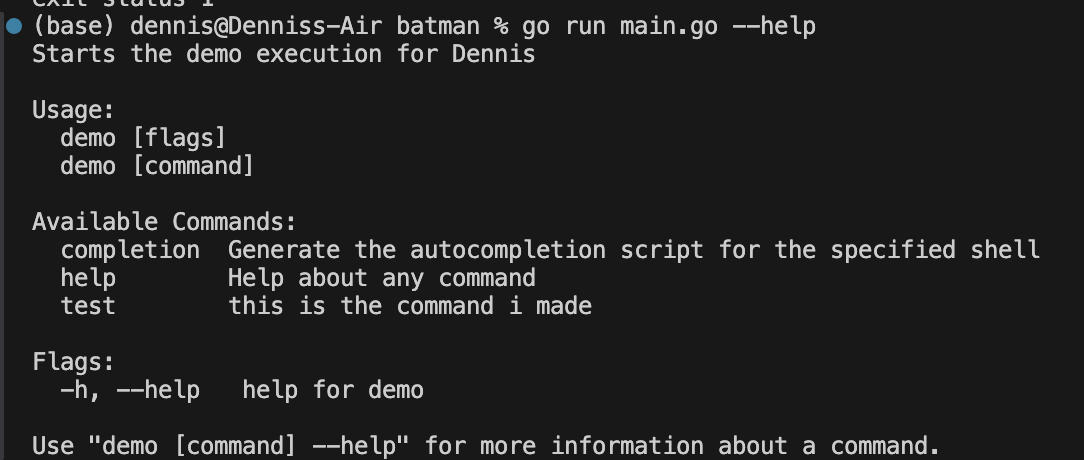 exit status 1
(base) dennis@Denniss-Air batman % go run main.go --help
Starts the demo execution for Dennis

Usage:
  demo [flags]
  demo [command]

Available Commands:
  completion  Generate the autocompletion script for the specified shell
  help        Help about any command
  test        this is the command i made

Flags:
  -h, --help   help for demo

Use "demo [command] --help" for more information about a command.